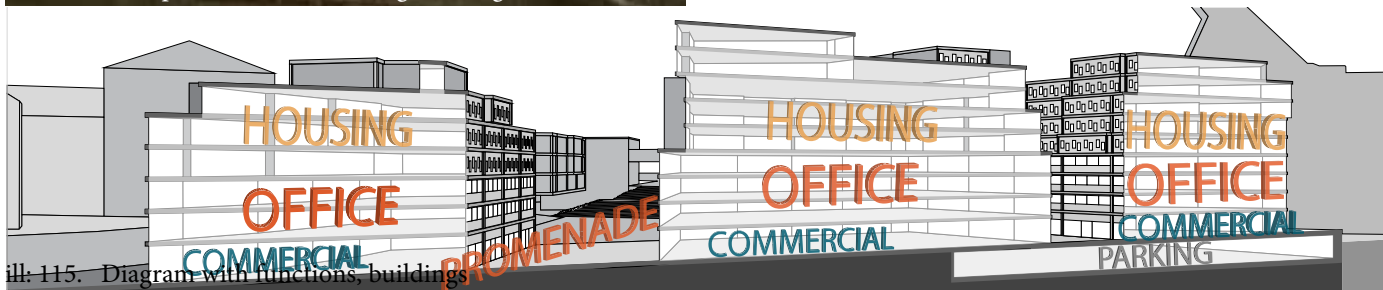 HOUSING
OFFICE
COMMERCIAL
PROMENADE
HOUSING
OFFICE
COMMERCIAL
HOUSING
OFFICE
COMMERCIAL
PARKING
ill: 115. Diagram with functions, buildings